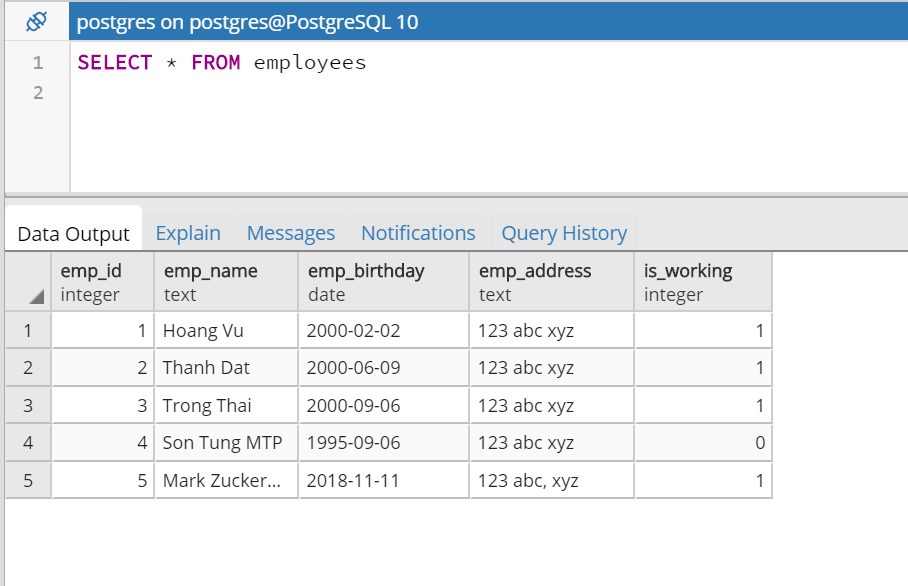 postgres on postgres@PostgreSQL 10
1 SELECT * FROM employees
2
Data Output Explain Messages Notifications Query History
emp_id emp_name emp_birthday emp_address is_working
integer text date text integer
1 1 Hoang Vu 2000-02-02 123 abc xyz 1
2 2 Thanh Dat 2000-06-09 123 abc xyz 1
3 3 Trong Thai 2000-09-06 123 abc xyz 1
4 4 Son Tung MTP 1995-09-06 123 abc xyz 0
5 5 Mark Zucker... 2018-11-11 123 abc, xyz 1